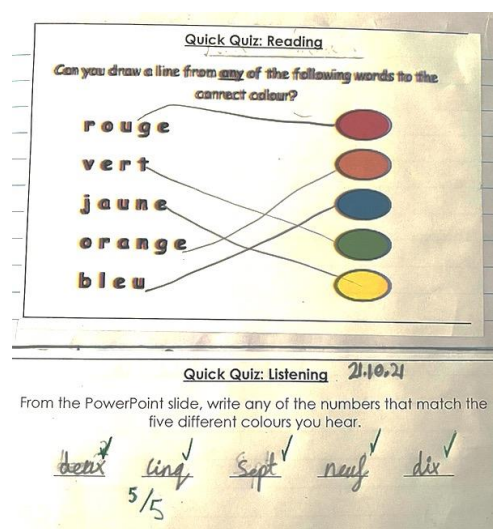 Quick Quiz: Reading
Can you draw a line from any of the following words to the
correct colour?
rouge
vert
jaune
orange
bleu
Quick Quiz: Listening 21.10.21
From the PowerPoint slide, write any of the numbers that match the
five different colours you hear.
deux cinq sept neuf dix
5/5